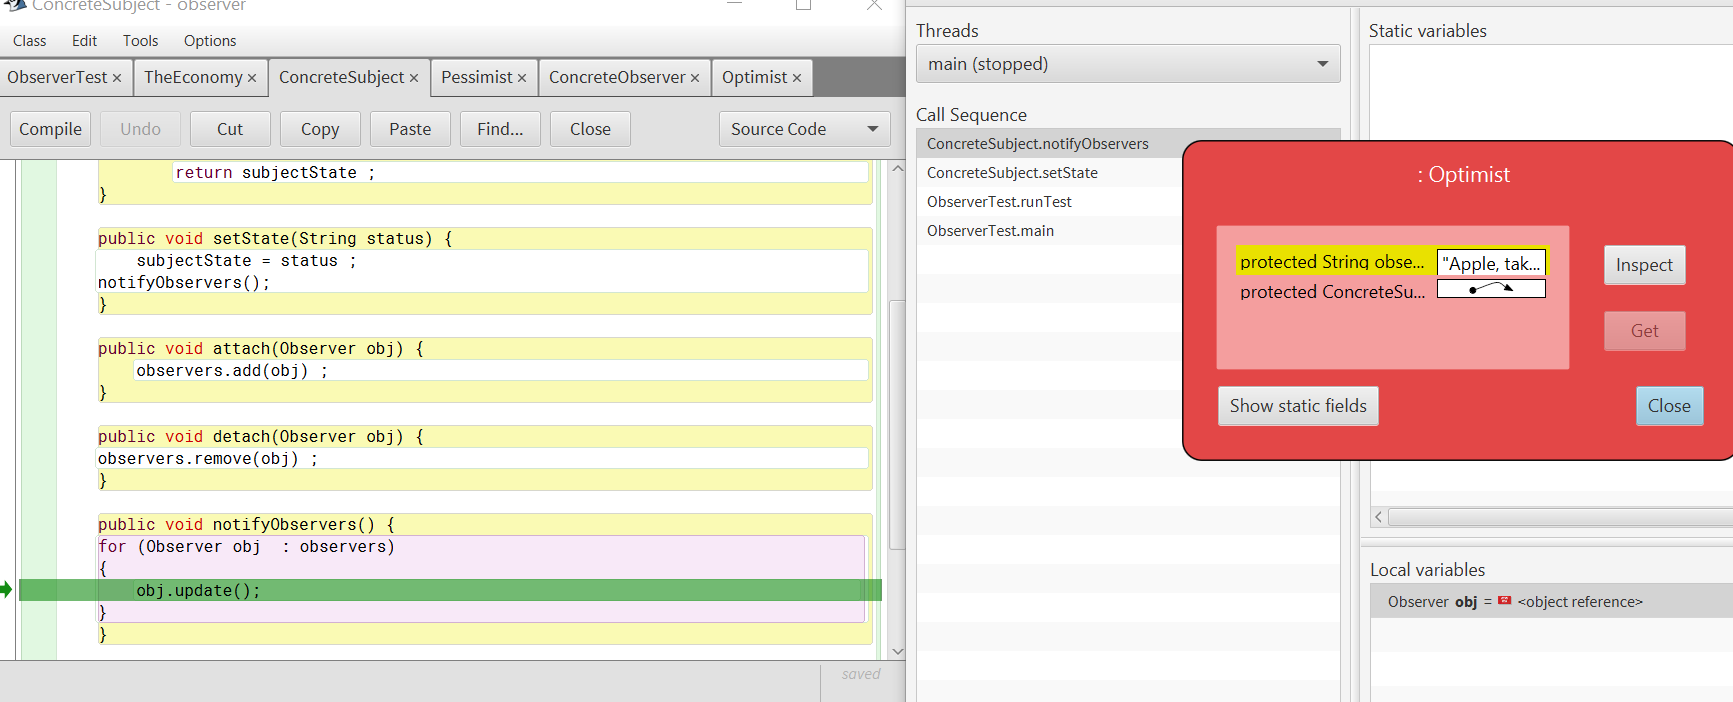 ConcreteSubject - observer
Class Edit Tools Options
ObserverTest × TheEconomy × ConcreteSubject × Pessimist × ConcreteObserver × Optimist ×
Compile Undo Cut Copy Paste Find... Close Source Code
return subjectState ;
}
public void setState(String status) {
subjectState = status ;
notifyObservers();
}
public void attach(Observer obj) {
observers.add(obj) ;
}
public void detach(Observer obj) {
observers.remove(obj) ;
}
public void notifyObservers() {
for (Observer obj  : observers)
{
obj.update();
}
}
saved
Threads
main (stopped)
Call Sequence
ConcreteSubject.notifyObservers
ConcreteSubject.setState
ObserverTest.runTest
ObserverTest.main
Static variables
: Optimist
protected String obse... "Apple, tak...
protected ConcreteSu...
Inspect
Get
Show static fields
Close
Local variables
Observer obj = <object reference>